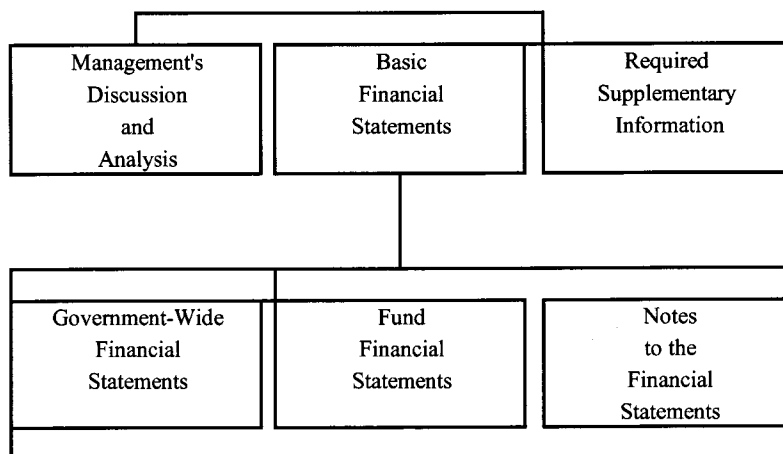 Management's
Discussion
and
Analysis
Basic
Financial
Statements
Required
Supplementary
Information
Government-Wide
Financial
Statements
Fund
Financial
Statements
Notes
to the
Financial
Statements